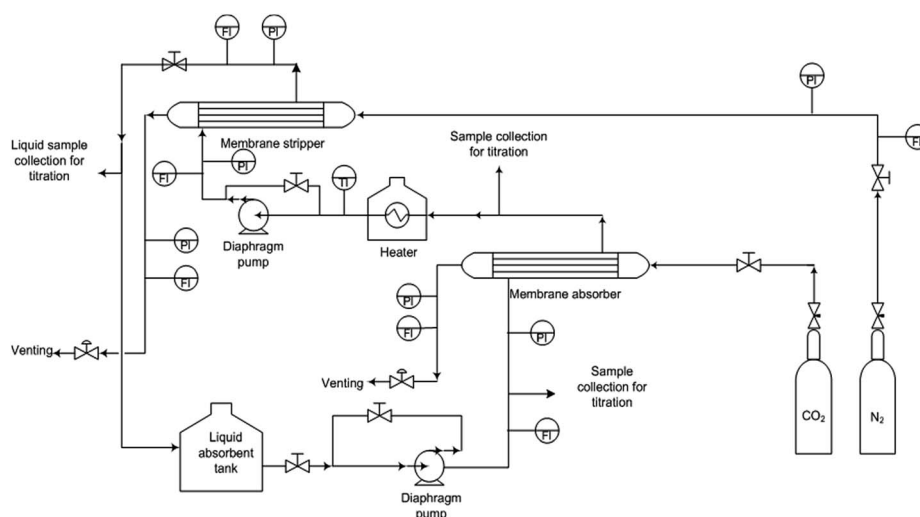 FI
PI
PI
FI
Membrane stripper
Sample collection
for titration
Liquid sample
collection for
titration
PI
FI
TI
Diaphragm
pump
Heater
PI
FI
Membrane absorber
PI
FI
PI
Venting
Venting
Sample
collection for
titration
CO2
N2
FI
Liquid
absorbent
tank
Diaphragm
pump